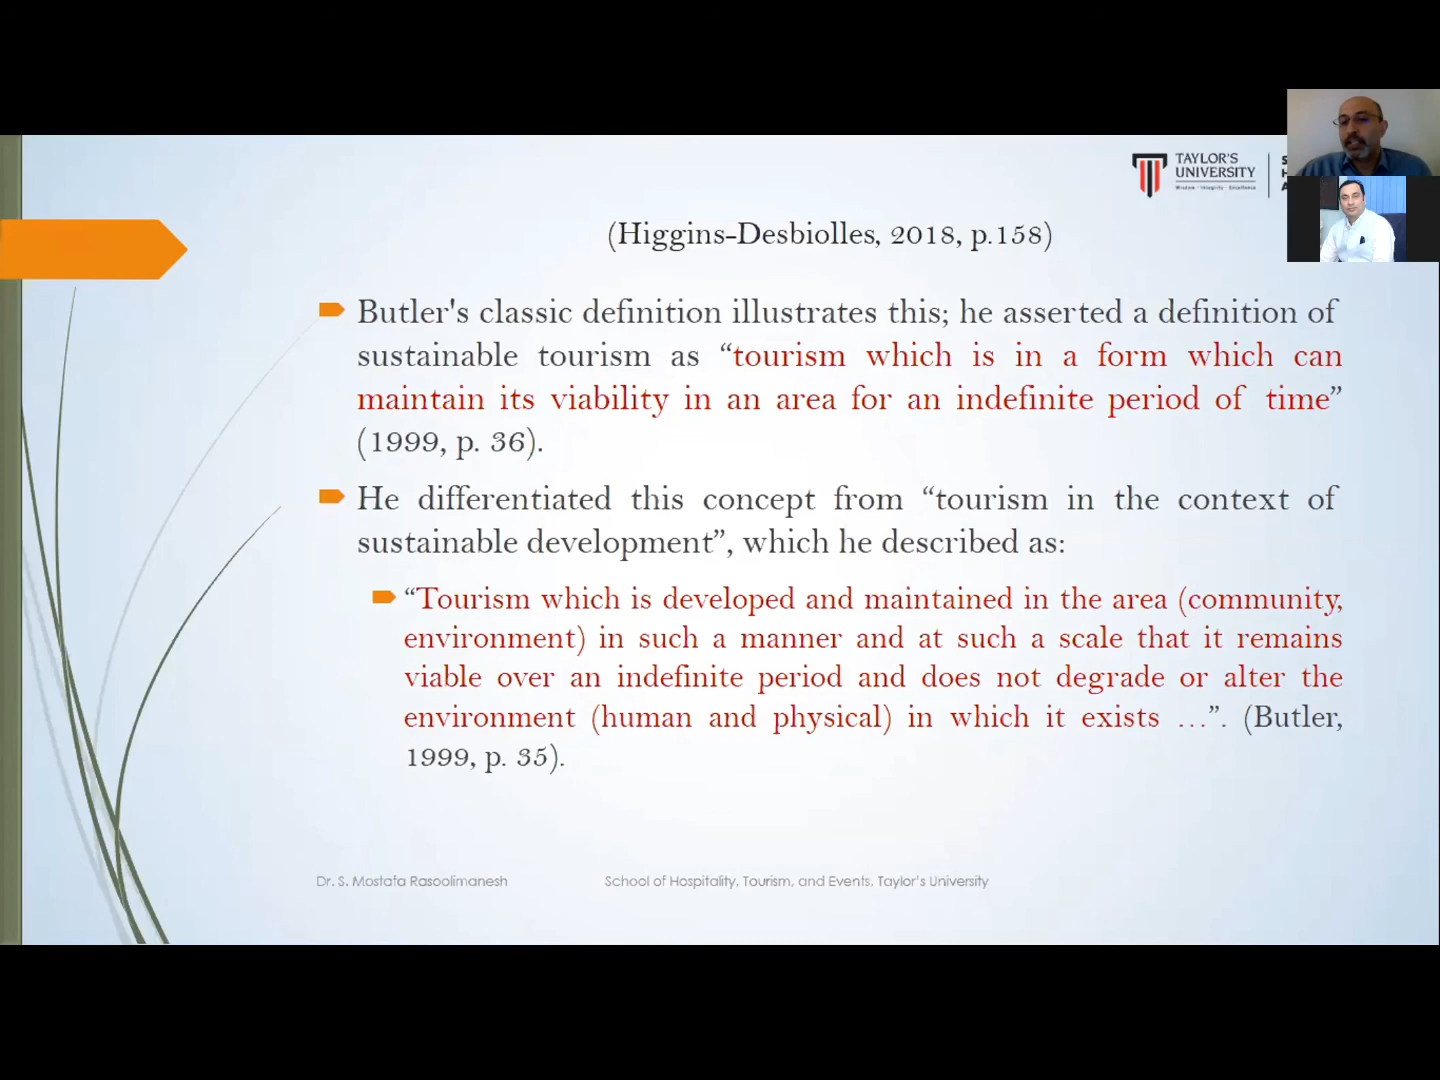 TAYLOR'S
UNIVERSITY
Wisdom · Integrity · Excellence
(Higgins-Desbiolles, 2018, p.158)
Butler's classic definition illustrates this; he asserted a definition of
sustainable tourism as “tourism which is in a form which can
maintain its viability in an area for an indefinite period of time”
(1999, p. 36).
He differentiated this concept from “tourism in the context of
sustainable development”, which he described as:
“Tourism which is developed and maintained in the area (community,
environment) in such a manner and at such a scale that it remains
viable over an indefinite period and does not degrade or alter the
environment (human and physical) in which it exists …”. (Butler,
1999, p. 35).
Dr. S. Mostafa Rasoolimanesh
School of Hospitality, Tourism, and Events, Taylor's University